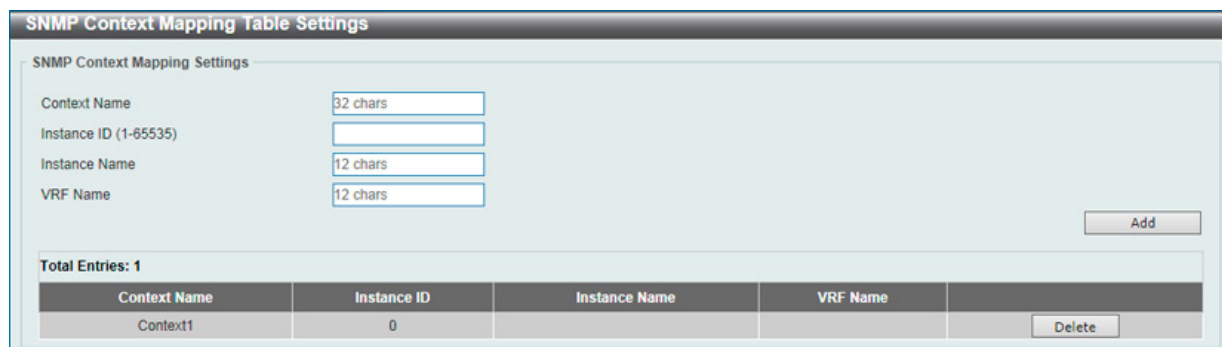 SNMP Context Mapping Table Settings
SNMP Context Mapping Settings
Context Name 32 chars
Instance ID (1-65535)
Instance Name 12 chars
VRF Name 12 chars
Add
Total Entries: 1
Context Name Instance ID Instance Name VRF Name
Context1 0 Delete